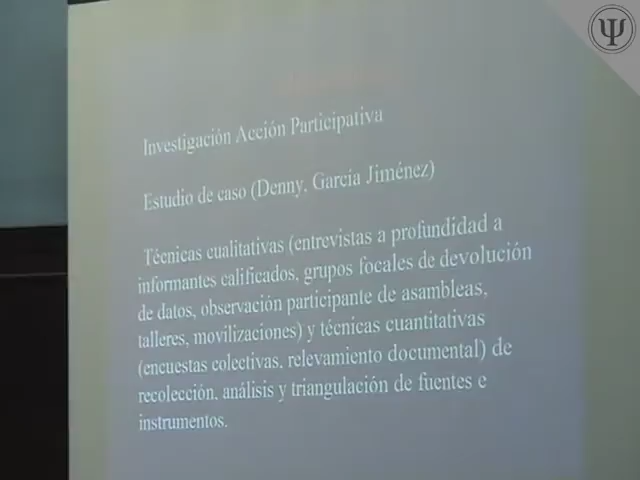 Investigación Acción Participativa
Estudio de caso (Denny. García Jiménez)
Técnicas cualitativas (entrevistas a profundidad a
informantes calificados, grupos focales de devolución
de datos, observación participante de asambleas,
talleres, movilizaciones) y técnicas cuantitativas
(encuestas colectivas, relevamiento documental) de
recolección, análisis y triangulación de fuentes e
instrumentos.
Ψ